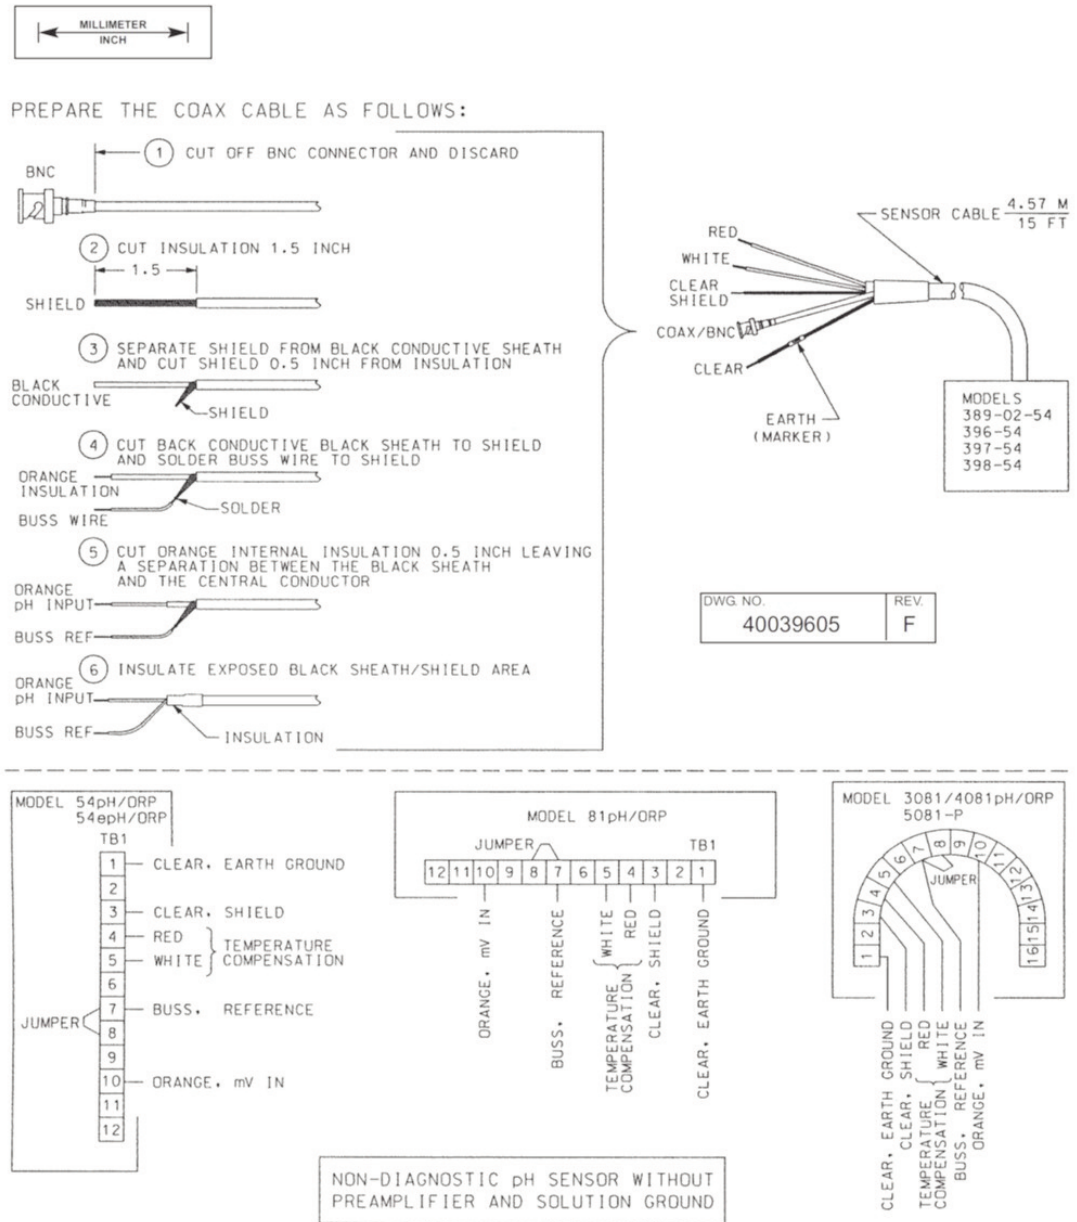 MILLIMETER
INCH
PREPARE THE COAX CABLE AS FOLLOWS:
1 CUT OFF BNC CONNECTOR AND DISCARD
BNC
2 CUT INSULATION 1.5 INCH
1.5
SHIELD
3 SEPARATE SHIELD FROM BLACK CONDUCTIVE SHEATH
AND CUT SHIELD 0.5 INCH FROM INSULATION
BLACK
CONDUCTIVE
SHIELD
4 CUT BACK CONDUCTIVE BLACK SHEATH TO SHIELD
AND SOLDER BUSS WIRE TO SHIELD
ORANGE
INSULATION
SOLDER
BUSS WIRE
5 CUT ORANGE INTERNAL INSULATION 0.5 INCH LEAVING
A SEPARATION BETWEEN THE BLACK SHEATH
AND THE CENTRAL CONDUCTOR
ORANGE
pH INPUT
BUSS REF
6 INSULATE EXPOSED BLACK SHEATH/SHIELD AREA
ORANGE
pH INPUT
BUSS REF
INSULATION
SENSOR CABLE 4.57 M
15 FT
RED
WHITE
CLEAR
SHIELD
COAX/BNC
CLEAR
EARTH
(MARKER)
MODELS
389-02-54
396-54
397-54
398-54
DWG. NO.
40039605
REV.
F
MODEL 54pH/ORP
54epH/ORP
TB1
1 CLEAR, EARTH GROUND
2
3 CLEAR, SHIELD
4 RED
5 WHITE
TEMPERATURE
COMPENSATION
6
7 BUSS, REFERENCE
JUMPER
8
9
10 ORANGE, mV IN
11
12
MODEL 81pH/ORP
JUMPER
TB1
12 11 10 9 8 7 6 5 4 3 2 1
ORANGE, mV IN
BUSS, REFERENCE
WHITE
RED
TEMPERATURE
COMPENSATION
CLEAR, SHIELD
CLEAR, EARTH GROUND
MODEL 3081/4081pH/ORP
5081-P
1 2 3 4 5 6 7 8 9 10 11 12 13 14 15 16
JUMPER
CLEAR, EARTH GROUND
CLEAR, SHIELD
TEMPERATURE
COMPENSATION
RED
WHITE
BUSS, REFERENCE
ORANGE, mV IN
NON-DIAGNOSTIC pH SENSOR WITHOUT
PREAMPLIFIER AND SOLUTION GROUND